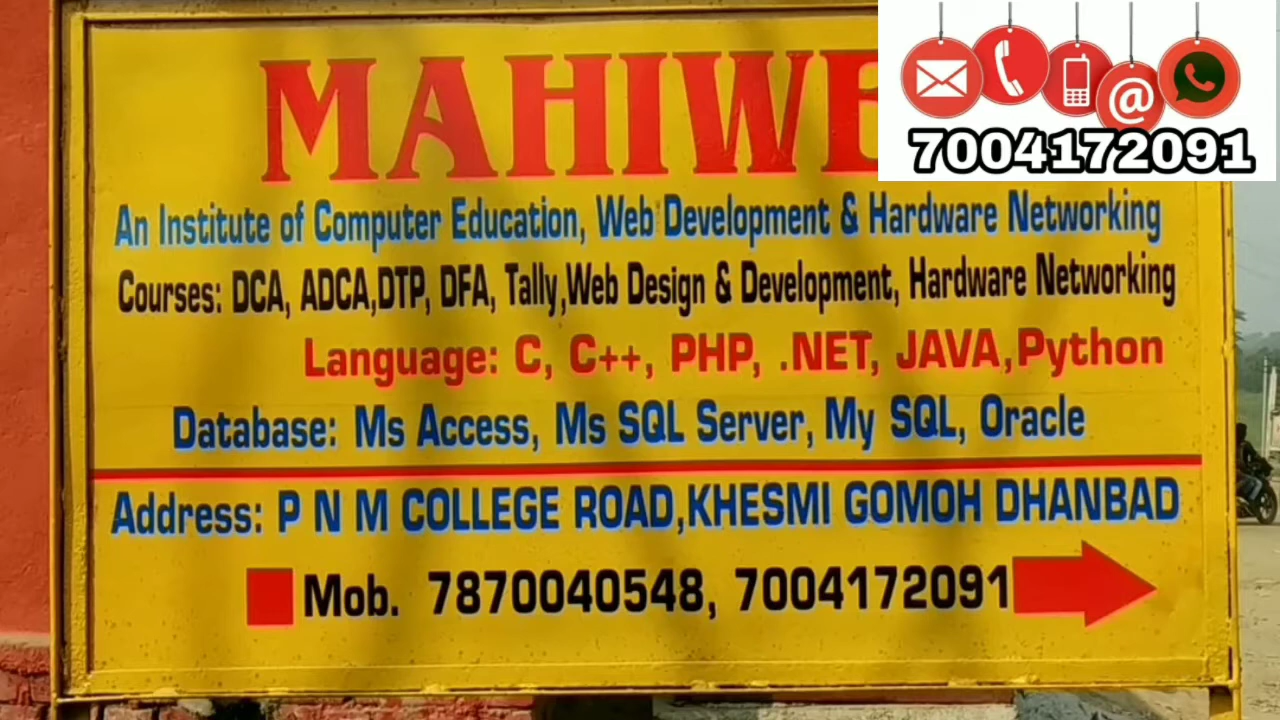 MAHIWE
7004172091
An Institute of Computer Education, Web Development & Hardware Networking
Courses: DCA, ADCA,DTP, DFA, Tally,Web Design & Development, Hardware Networking
Language: C, C++, PHP, .NET, JAVA,Python
Database: Ms Access, Ms SQL Server, My SQL, Oracle
Address: P N M COLLEGE ROAD,KHESMI GOMOH DHANBAD
Mob. 7870040548, 7004172091